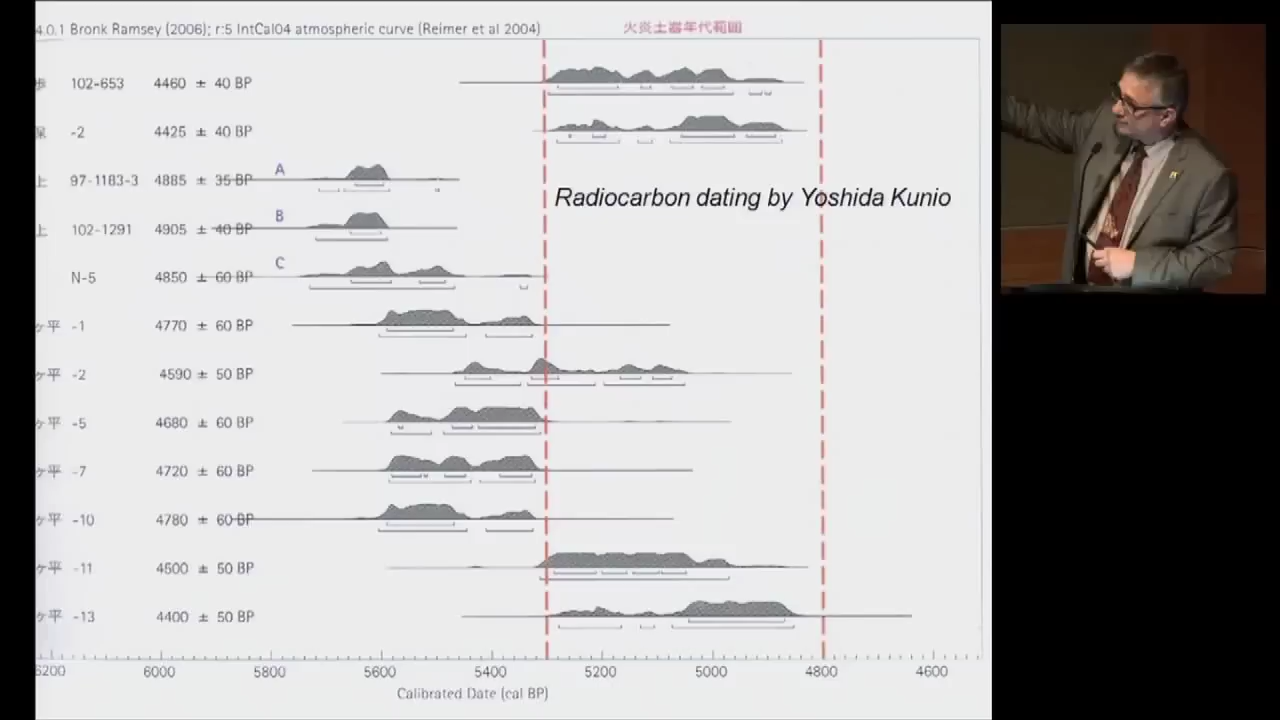 4.0.1 Bronk Ramsey (2006); r:5 IntCal04 atmospheric curve (Reimer et al 2004)
火炎土器年代範囲
歩 102-653 4460 ± 40 BP
-2 4425 ± 40 BP
上 97-1183-3 4885 ± 35 BP A
上 102-1291 4905 ± 40 BP B
N-5 4850 ± 60 BP C
Radiocarbon dating by Yoshida Kunio
ヶ平 -1 4770 ± 60 BP
ヶ平 -2 4590 ± 50 BP
ヶ平 -5 4680 ± 60 BP
ヶ平 -7 4720 ± 60 BP
ヶ平 -10 4780 ± 60 BP
ヶ平 -11 4500 ± 50 BP
ヶ平 -13 4400 ± 50 BP
6200 6000 5800 5600 5400 5200 5000 4800 4600
Calibrated Date (cal BP)